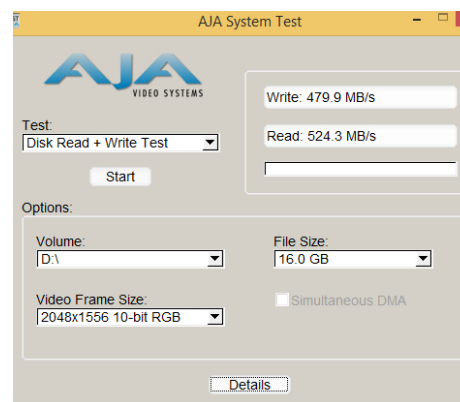 AJA System Test
AJA
VIDEO SYSTEMS
Write: 479.9 MB/s
Test:
Disk Read + Write Test
Read: 524.3 MB/s
Start
Options:
Volume:
File Size:
D:\
16.0 GB
Video Frame Size:
Simultaneous DMA
2048x1556 10-bit RGB
Details